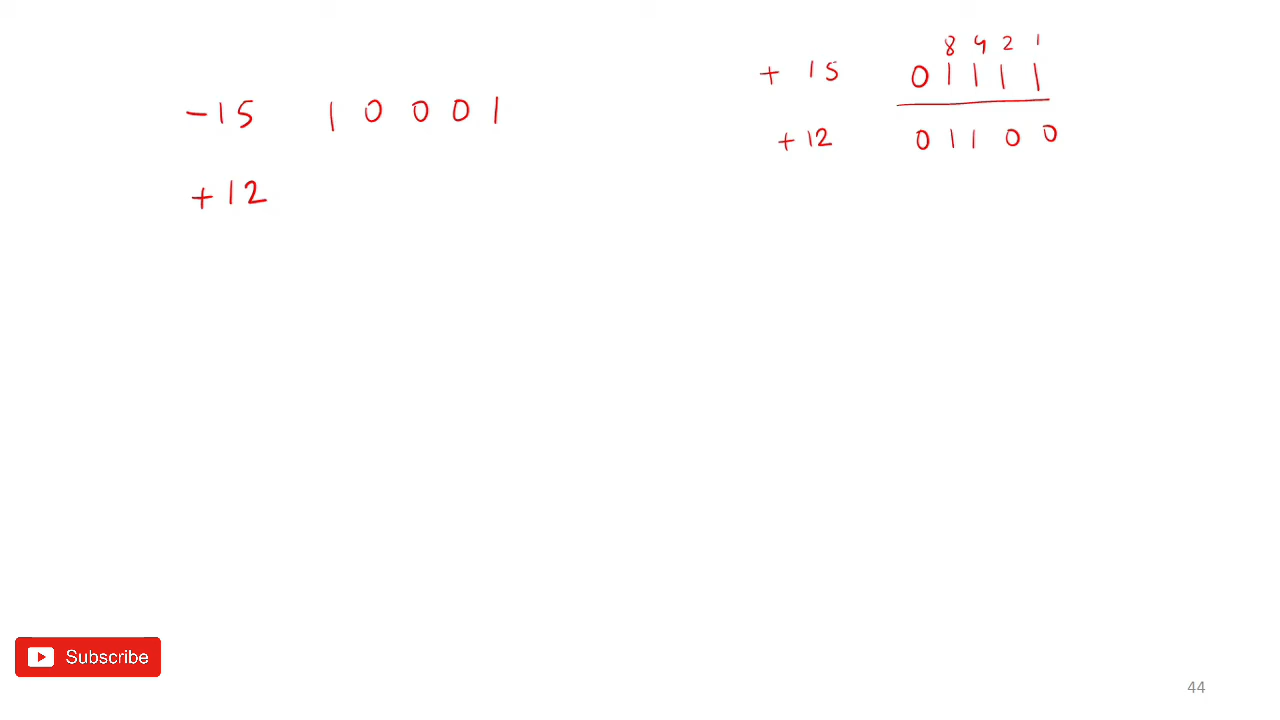 -15 1 0 0 0 1
+12
8 4 2 1
+ 15 0 1 1 1 1
+12 0 1 1 0 0
Subscribe
44